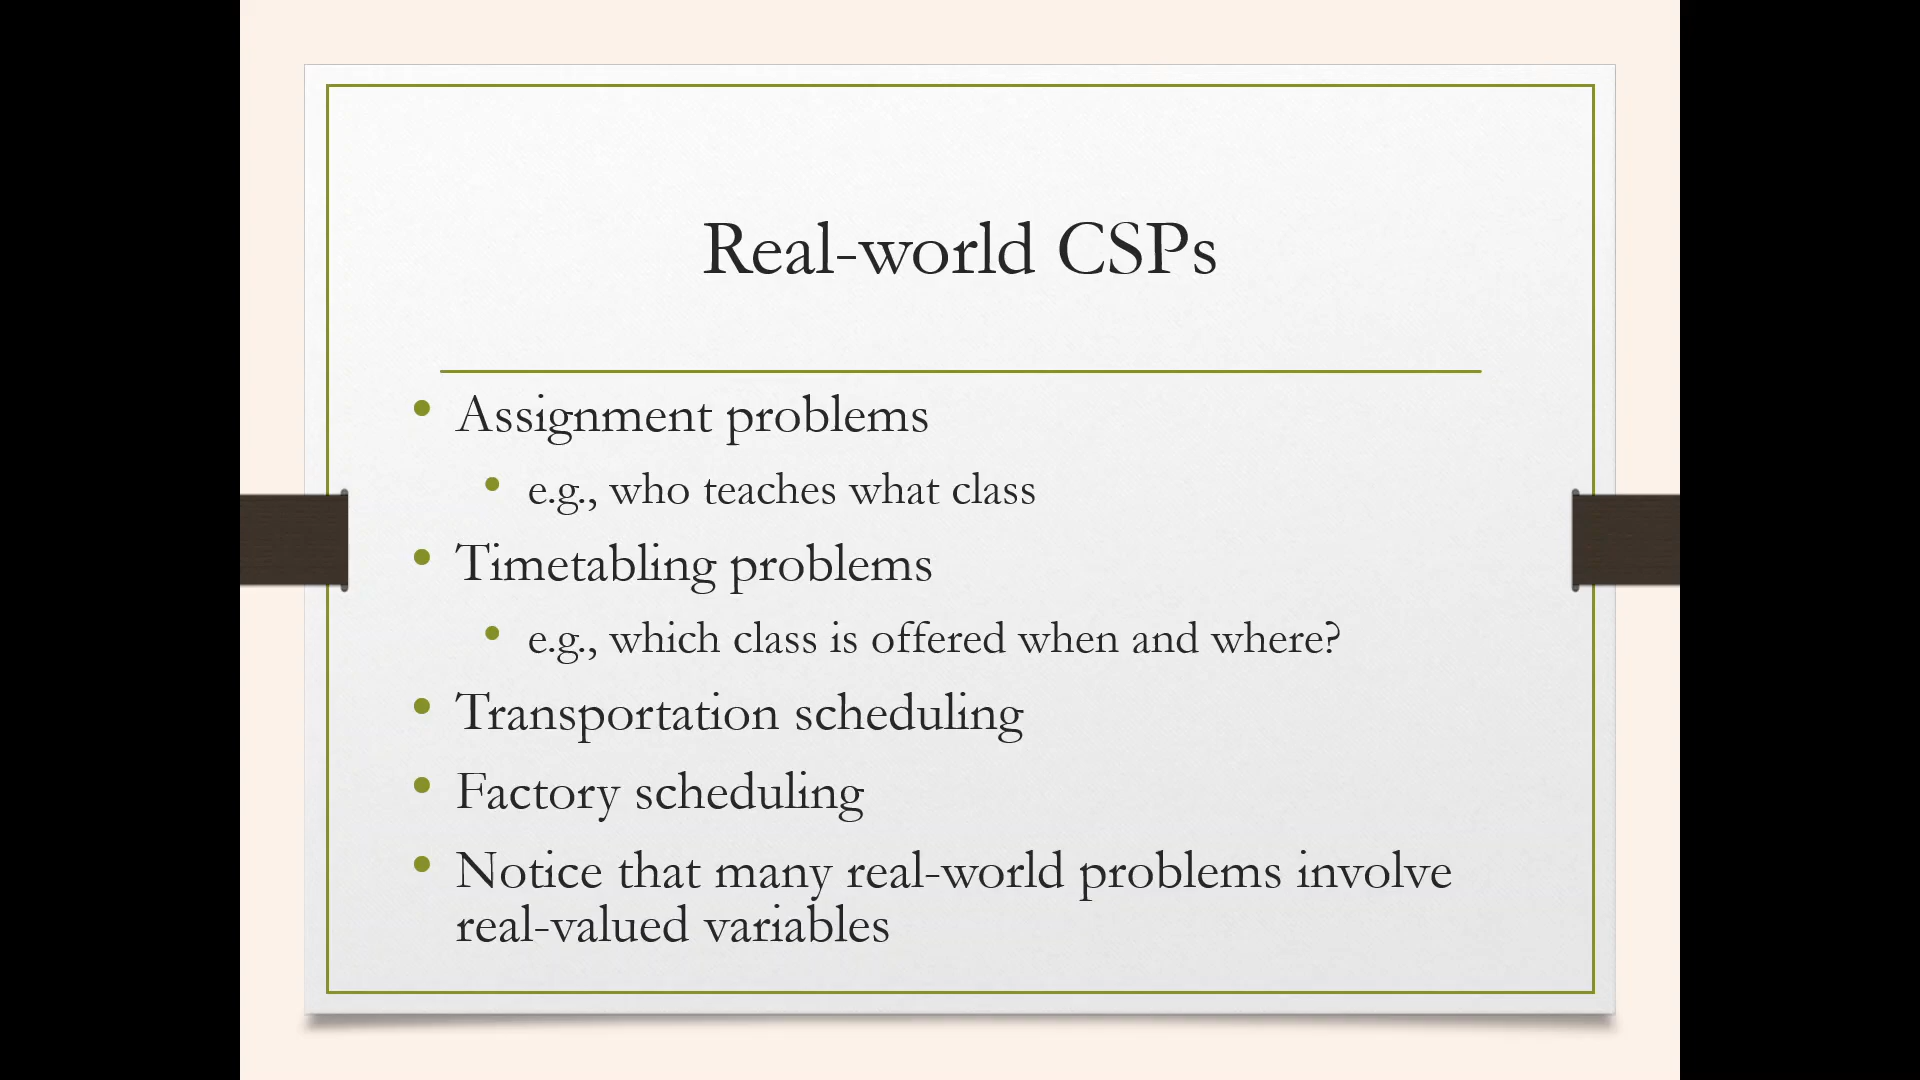 Real-world CSPs
• Assignment problems
• e.g., who teaches what class
• Timetabling problems
• e.g., which class is offered when and where?
• Transportation scheduling
• Factory scheduling
• Notice that many real-world problems involve
real-valued variables